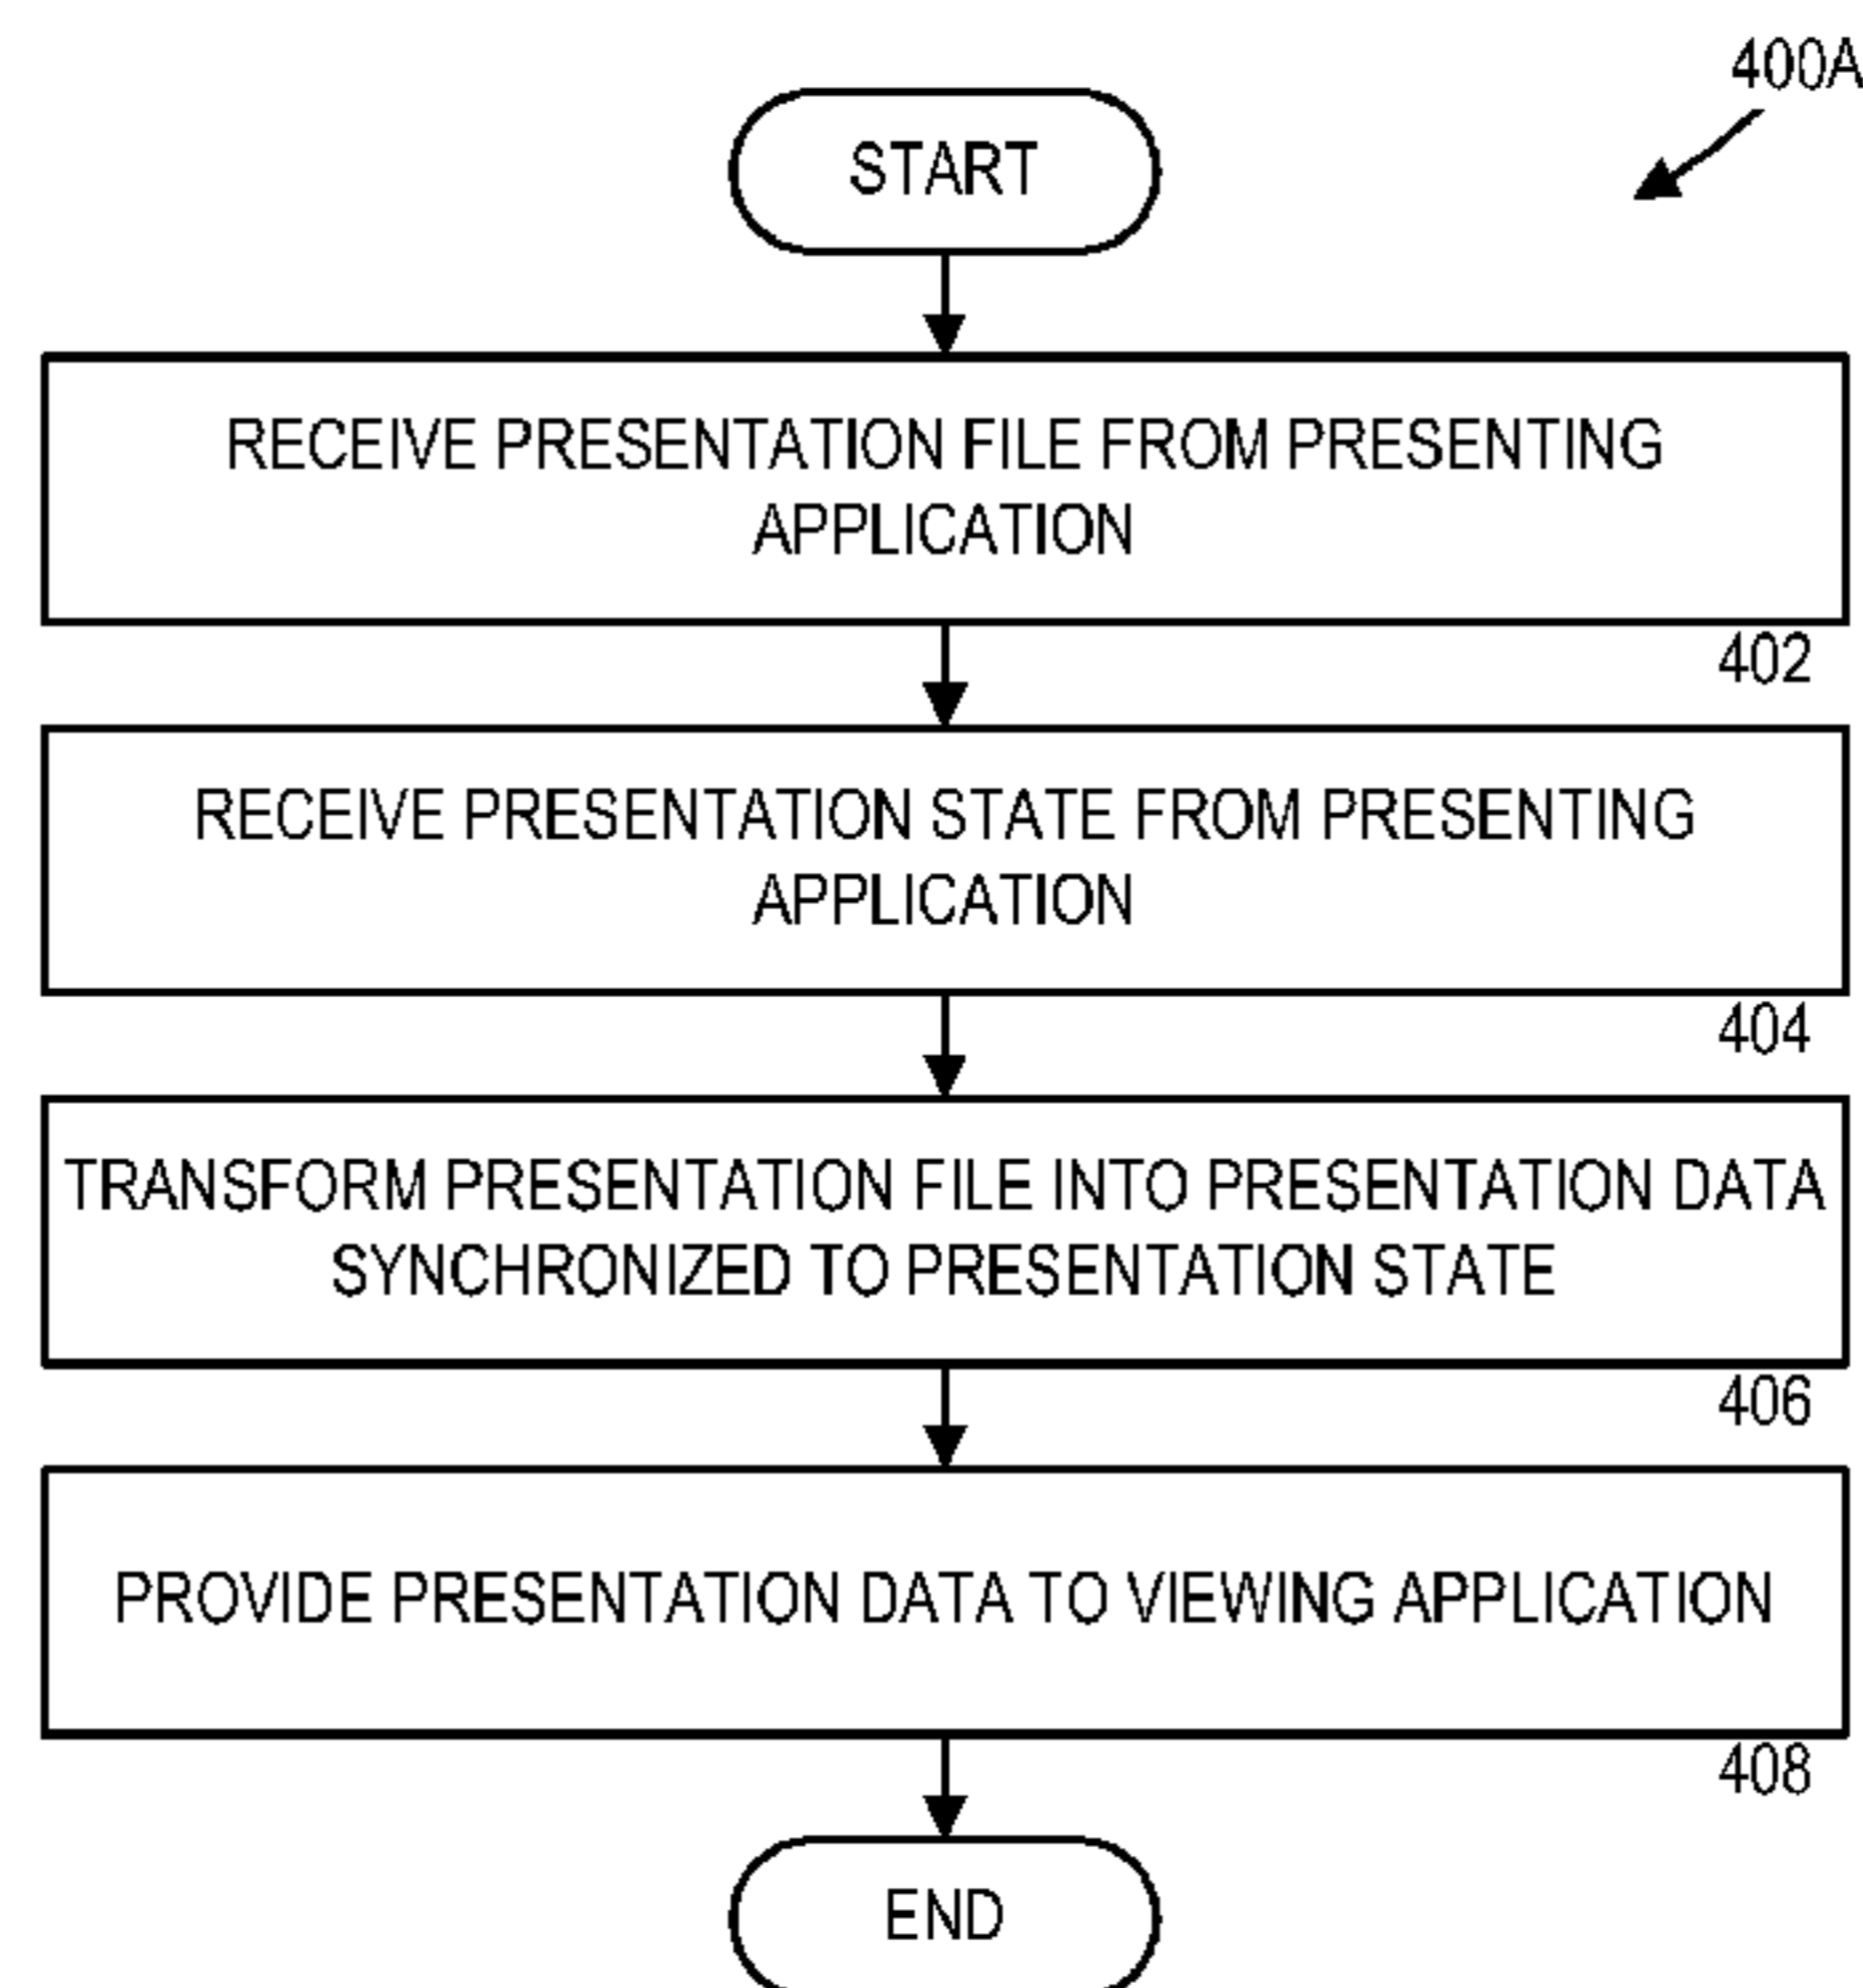 400A
START
RECEIVE PRESENTATION FILE FROM PRESENTING
APPLICATION
402
RECEIVE PRESENTATION STATE FROM PRESENTING
APPLICATION
404
TRANSFORM PRESENTATION FILE INTO PRESENTATION DATA
SYNCHRONIZED TO PRESENTATION STATE
406
PROVIDE PRESENTATION DATA TO VIEWING APPLICATION
408
END